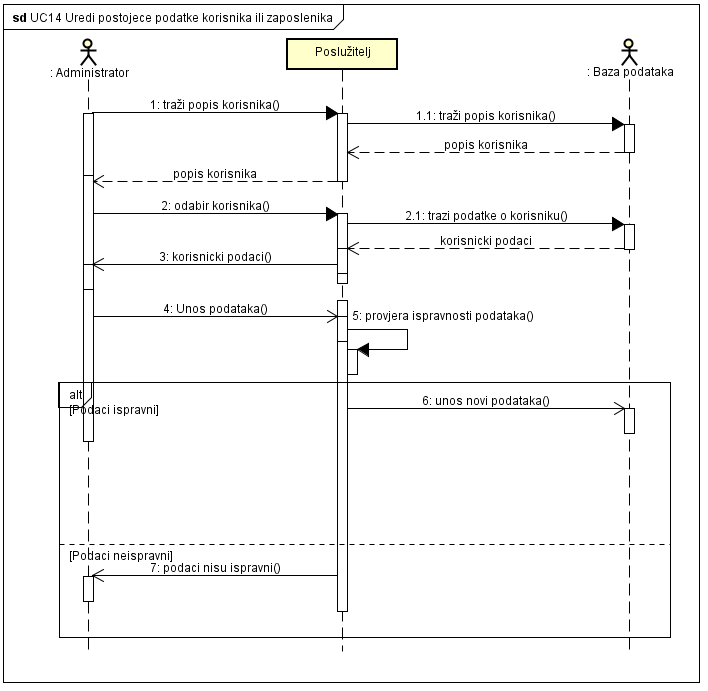 sd UC14 Uredi postojece podatke korisnika ili zaposlenika
: Administrator
Poslužitelj
: Baza podataka
1: traži popis korisnika()
1.1: traži popis korisnika()
popis korisnika
popis korisnika
2: odabir korisnika()
2.1: trazi podatke o korisniku()
korisnicki podaci
3: korisnicki podaci()
4: Unos podataka()
5: provjera ispravnosti podataka()
alt
[Podaci ispravni]
6: unos novi podataka()
[Podaci neispravni]
7: podaci nisu ispravni()